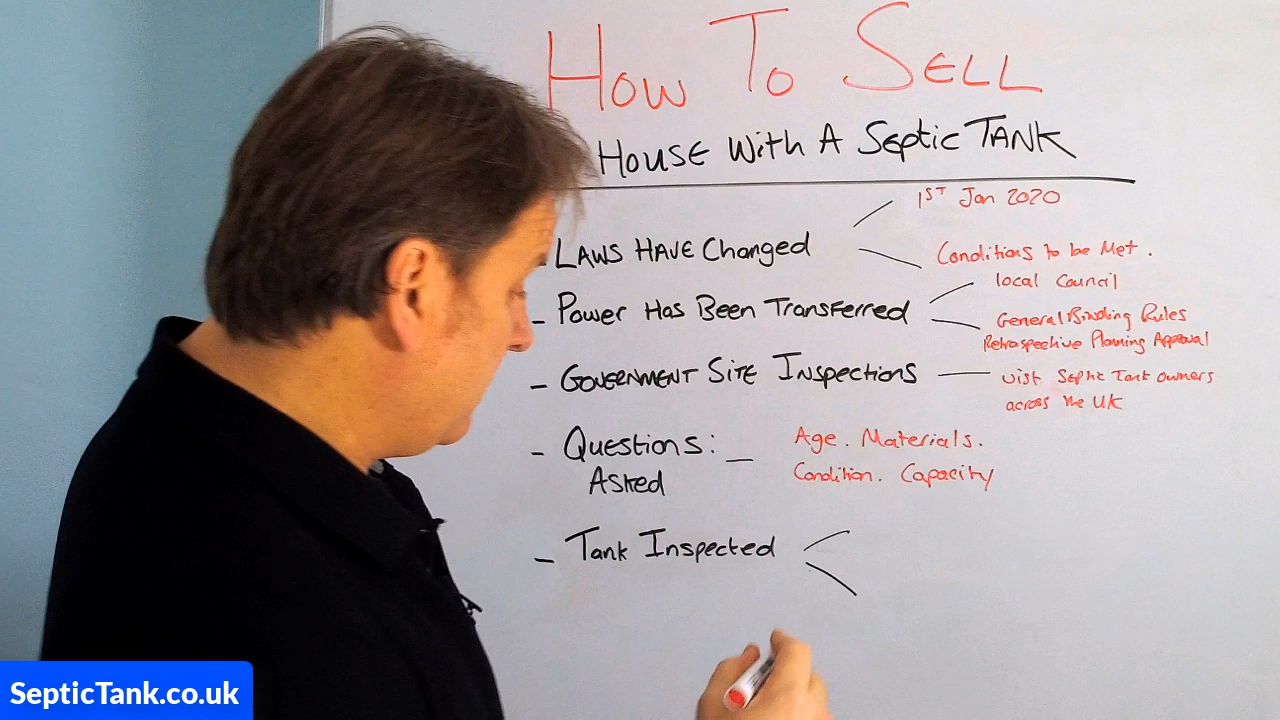 How To SELL
HOUSE With A Septic TANK
1ST Jan 2020
- LAWS HAVE Changed
Conditions to be Met.
local Council
- Power Has Been Transferred
General Binding Rules
Retrospective Planning Approval
- GOVERNMENT SITE Inspections
visit Septic Tank owners
across the UK
- Questions: _
Asked
Age. Materials.
Condition. Capacity
- Tank Inspected
SepticTank.co.uk